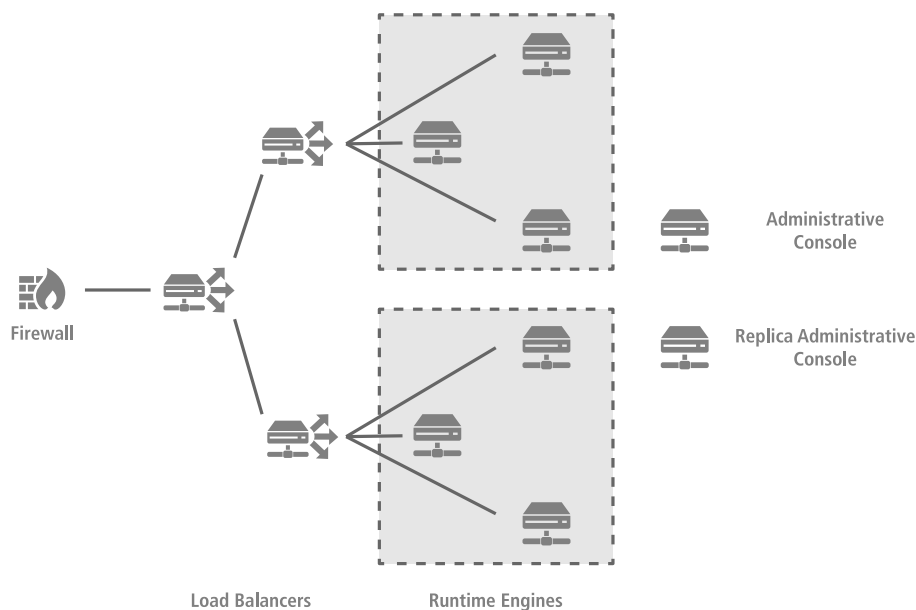 Administrative
Console
Firewall
Replica Administrative
Console
Load Balancers
Runtime Engines